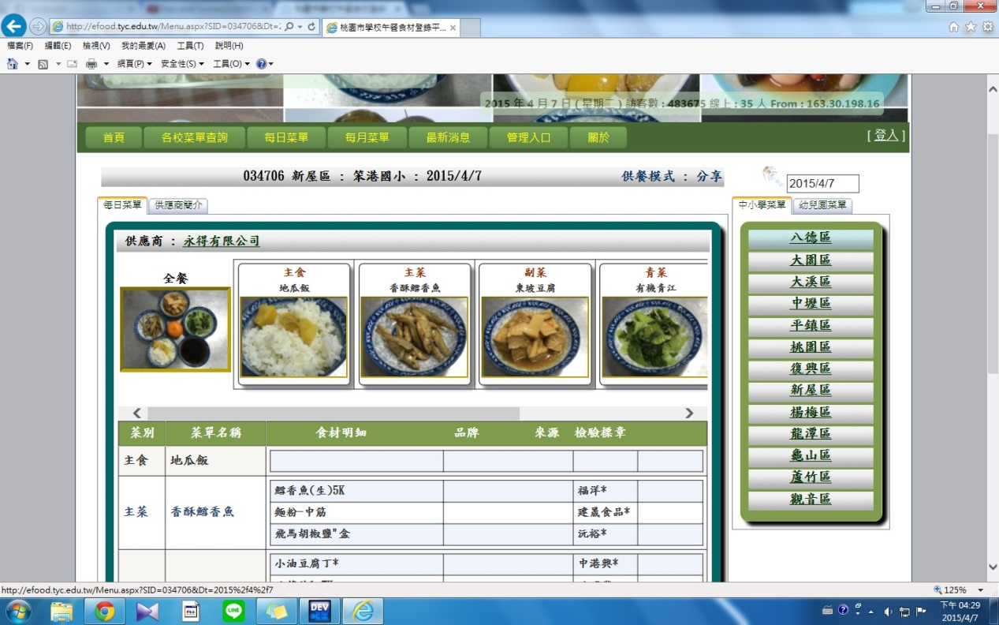 http://efood.tyc.edu.tw/Menu.aspx?SID=034706&Dt=2
桃園市學校午餐食材登錄平...
檔案(F) 編輯(E) 檢視(V) 我的最愛(A) 工具(T) 說明(H)
網頁(P) 安全性(S) 工具(O)
2015 年 4 月 7 日 ( 星期二 ) 訪客數 : 483675 線上 : 35 人 From : 163.30.198.16
首頁 各校菜單查詢 每日菜單 每月菜單 最新消息 管理入口 關於 [ 登入 ]
034706 新屋區 : 笨港國小 : 2015/4/7 供餐模式 : 分享
2015/4/7
每日菜單 供應商簡介
中小學菜單 幼兒園菜單
供應商 : 永得有限公司
全餐
主食
地瓜飯
主菜
香酥鱈香魚
副菜
東坡豆腐
青菜
有機青江
菜別 菜單名稱 食材明細 品牌 來源 檢驗標章
主食 地瓜飯
主菜 香酥鱈香魚
鱈香魚(生)5K 福洋*
麵粉-中筋 建晟食品*
飛馬胡椒鹽"盒 沅裕*
小油豆腐丁* 中港興*
八德區
大園區
大溪區
中壢區
平鎮區
桃園區
復興區
新屋區
楊梅區
龍潭區
龜山區
蘆竹區
觀音區
http://efood.tyc.edu.tw/Menu.aspx?SID=034706&Dt=2015%2f4%2f7
125%
LINE
DEV
下午 04:29
2015/4/7